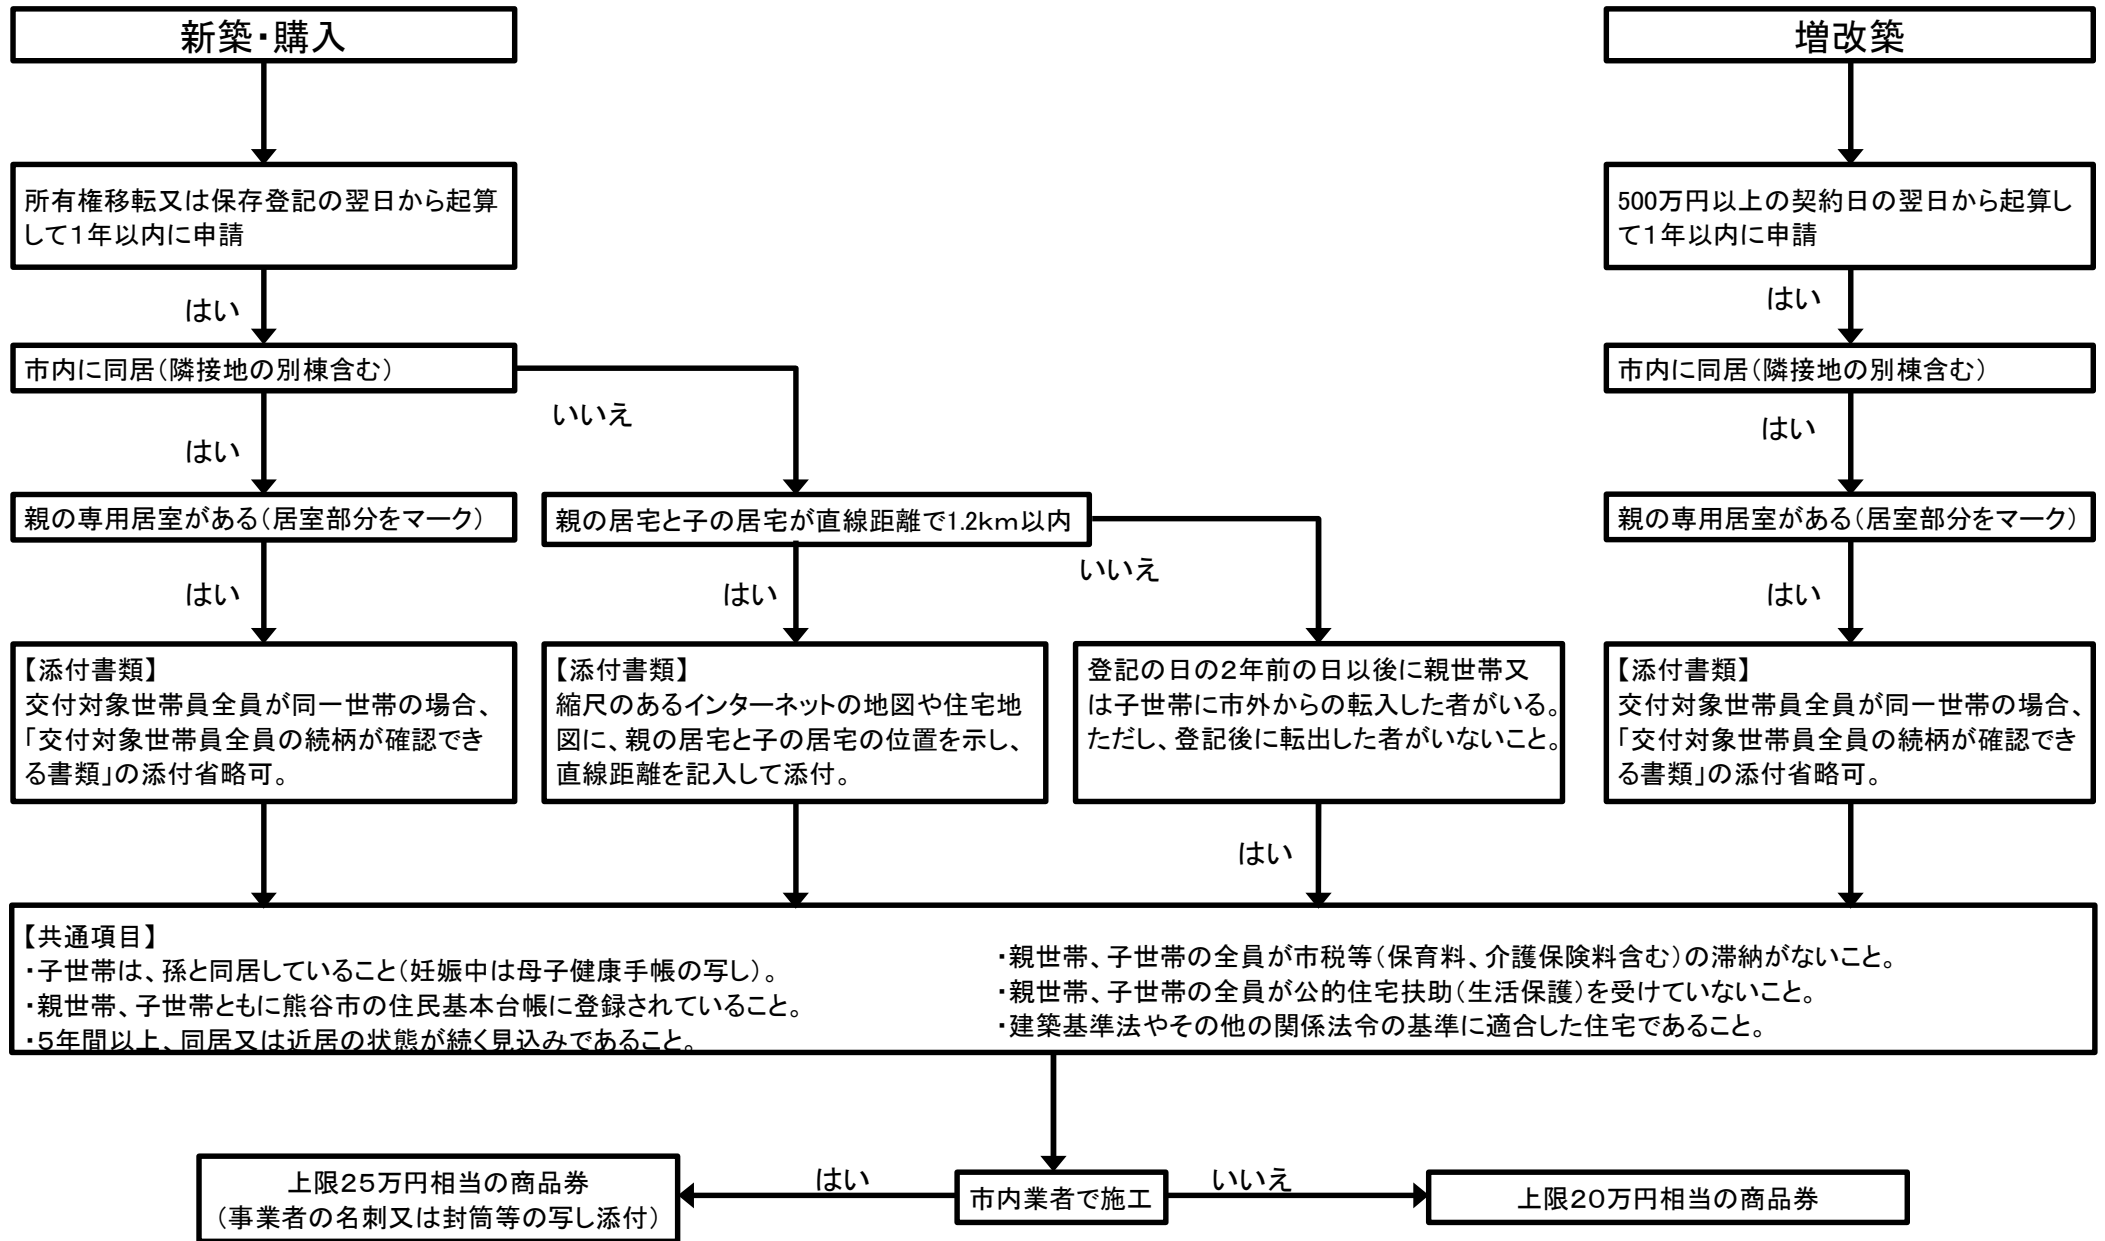 新築・購入
増改築
所有権移転又は保存登記の翌日から起算
して１年以内に申請
500万円以上の契約日の翌日から起算し
て１年以内に申請
はい
はい
市内に同居（隣接地の別棟含む）
市内に同居（隣接地の別棟含む）
いいえ
はい
はい
親の専用居室がある（居室部分をマーク）
親の居宅と子の居宅が直線距離で1.2ｋｍ以内
親の専用居室がある（居室部分をマーク）
いいえ
はい
はい
はい
【添付書類】
交付対象世帯員全員が同一世帯の場合、
「交付対象世帯員全員の続柄が確認でき
る書類」の添付省略可。
【添付書類】
縮尺のあるインターネットの地図や住宅地
図に、親の居宅と子の居宅の位置を示し、
直線距離を記入して添付。
登記の日の２年前の日以後に親世帯又
は子世帯に市外からの転入した者がいる。
ただし、登記後に転出した者がいないこと。
【添付書類】
交付対象世帯員全員が同一世帯の場合、
「交付対象世帯員全員の続柄が確認でき
る書類」の添付省略可。
はい
【共通項目】
・子世帯は、孫と同居していること（妊娠中は母子健康手帳の写し）。
・親世帯、子世帯ともに熊谷市の住民基本台帳に登録されていること。
・５年間以上、同居又は近居の状態が続く見込みであること。
・親世帯、子世帯の全員が市税等（保育料、介護保険料含む）の滞納がないこと。
・親世帯、子世帯の全員が公的住宅扶助（生活保護）を受けていないこと。
・建築基準法やその他の関係法令の基準に適合した住宅であること。
上限２５万円相当の商品券
（事業者の名刺又は封筒等の写し添付）
はい
市内業者で施工
いいえ
上限２０万円相当の商品券